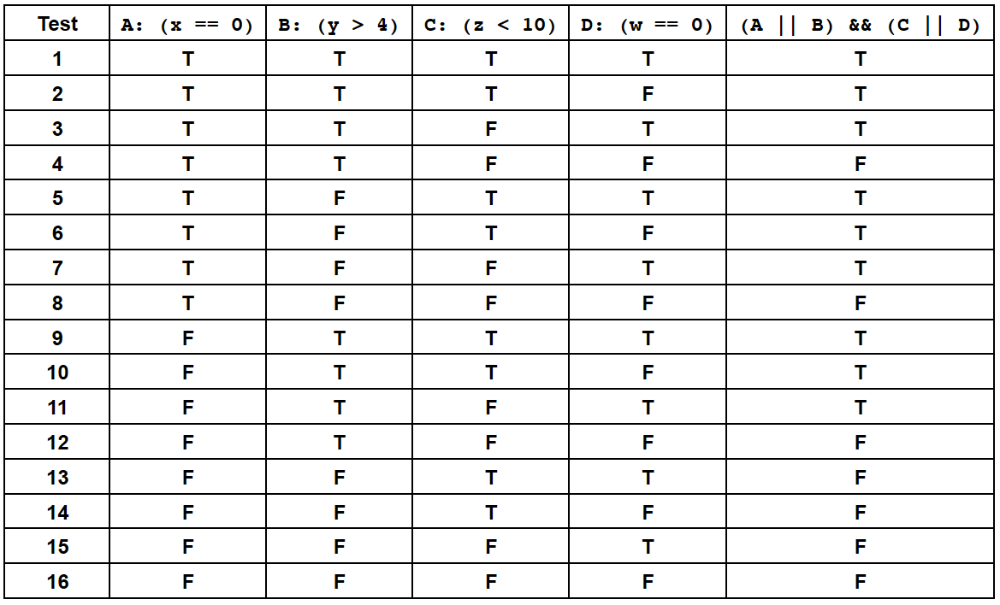 Test A: (x == 0) B: (y > 4) C: (z < 10) D: (w == 0) (A || B) && (C || D)
1 T T T T T
2 T T T F T
3 T T F T T
4 T T F F F
5 T F T T T
6 T F T F T
7 T F F T T
8 T F F F F
9 F T T T T
10 F T T F T
11 F T F T T
12 F T F F F
13 F F T T F
14 F F T F F
15 F F F T F
16 F F F F F